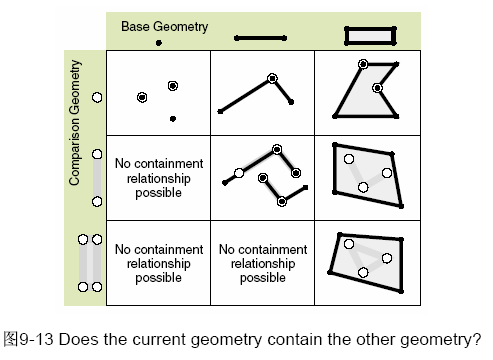 Base Geometry
Comparison Geometry
No containment
relationship
possible
No containment
relationship
possible
No containment
relationship
possible
图9-13 Does the current geometry contain the other geometry?